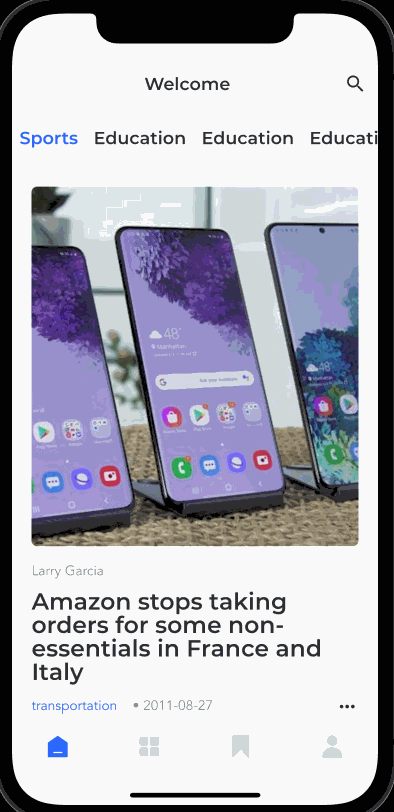 Welcome
Sports Education Education Educati
48°
Manhattan
48°
Manhattan
Larry Garcia
Amazon stops taking
orders for some non-
essentials in France and
Italy
transportation • 2011-08-27